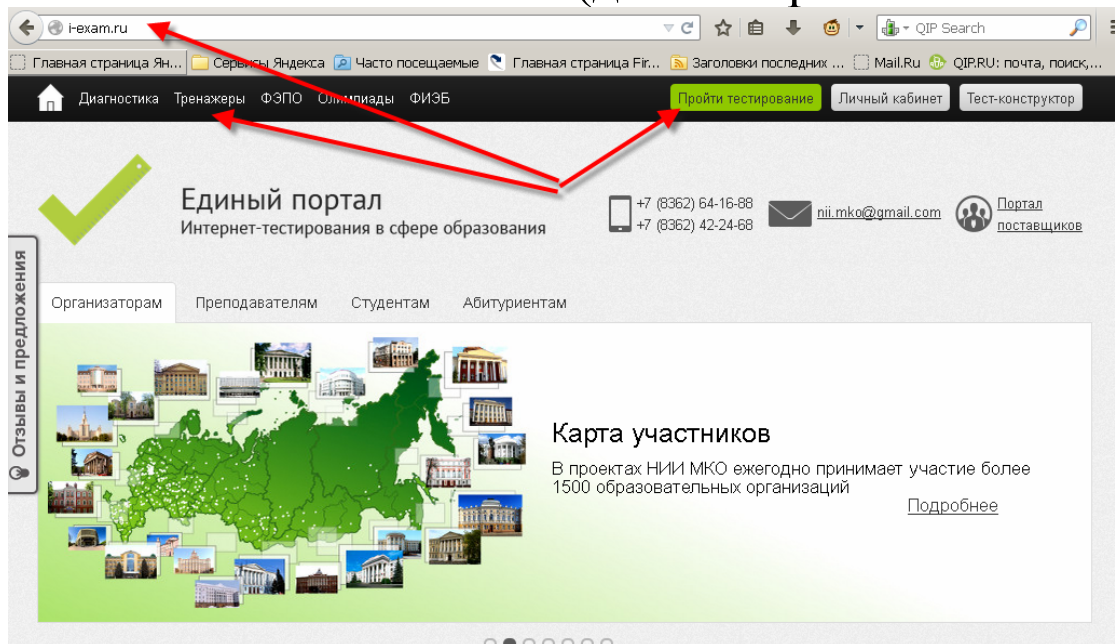 i-exam.ru
QIP Search
Главная страница Ян... Сервисы Яндекса Часто посещаемые Главная страница Fir... Заголовки последних ... Mail.Ru QIP.RU: почта, поиск,...
Диагностика Тренажеры ФЭПО Олимпиады ФИЭБ Пройти тестирование Личный кабинет Тест-конструктор
Единый портал
Интернет-тестирования в сфере образования
+7 (8362) 64-16-88
+7 (8362) 42-24-68
nii.mko@gmail.com
Портал
поставщиков
Отзывы и предложения
Организаторам Преподавателям Студентам Абитуриентам
Карта участников
В проектах НИИ МКО ежегодно принимает участие более
1500 образовательных организаций
Подробнее